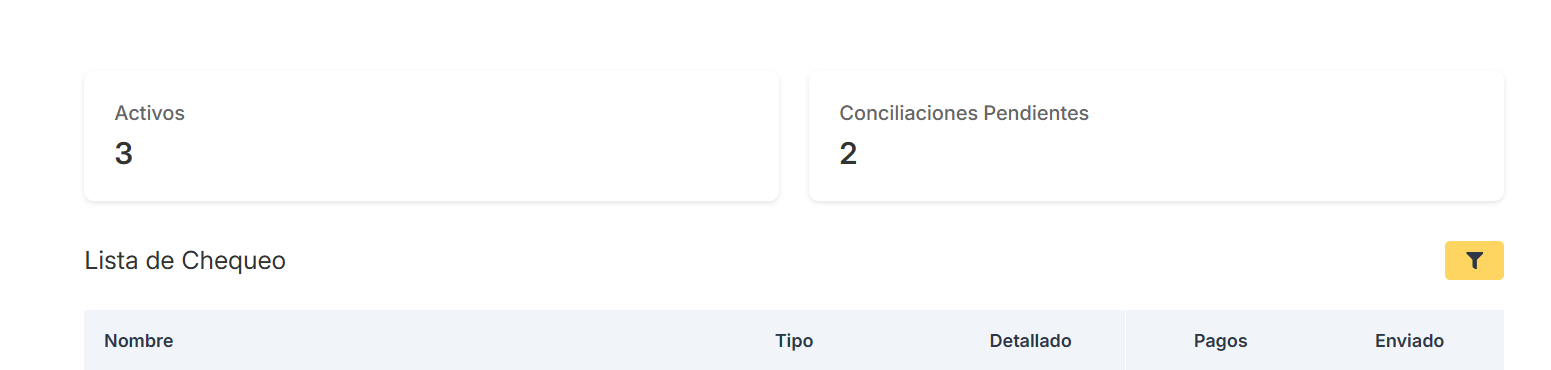 Activos
3
Conciliaciones Pendientes
2
Lista de Chequeo
Nombre Tipo Detallado Pagos Enviado